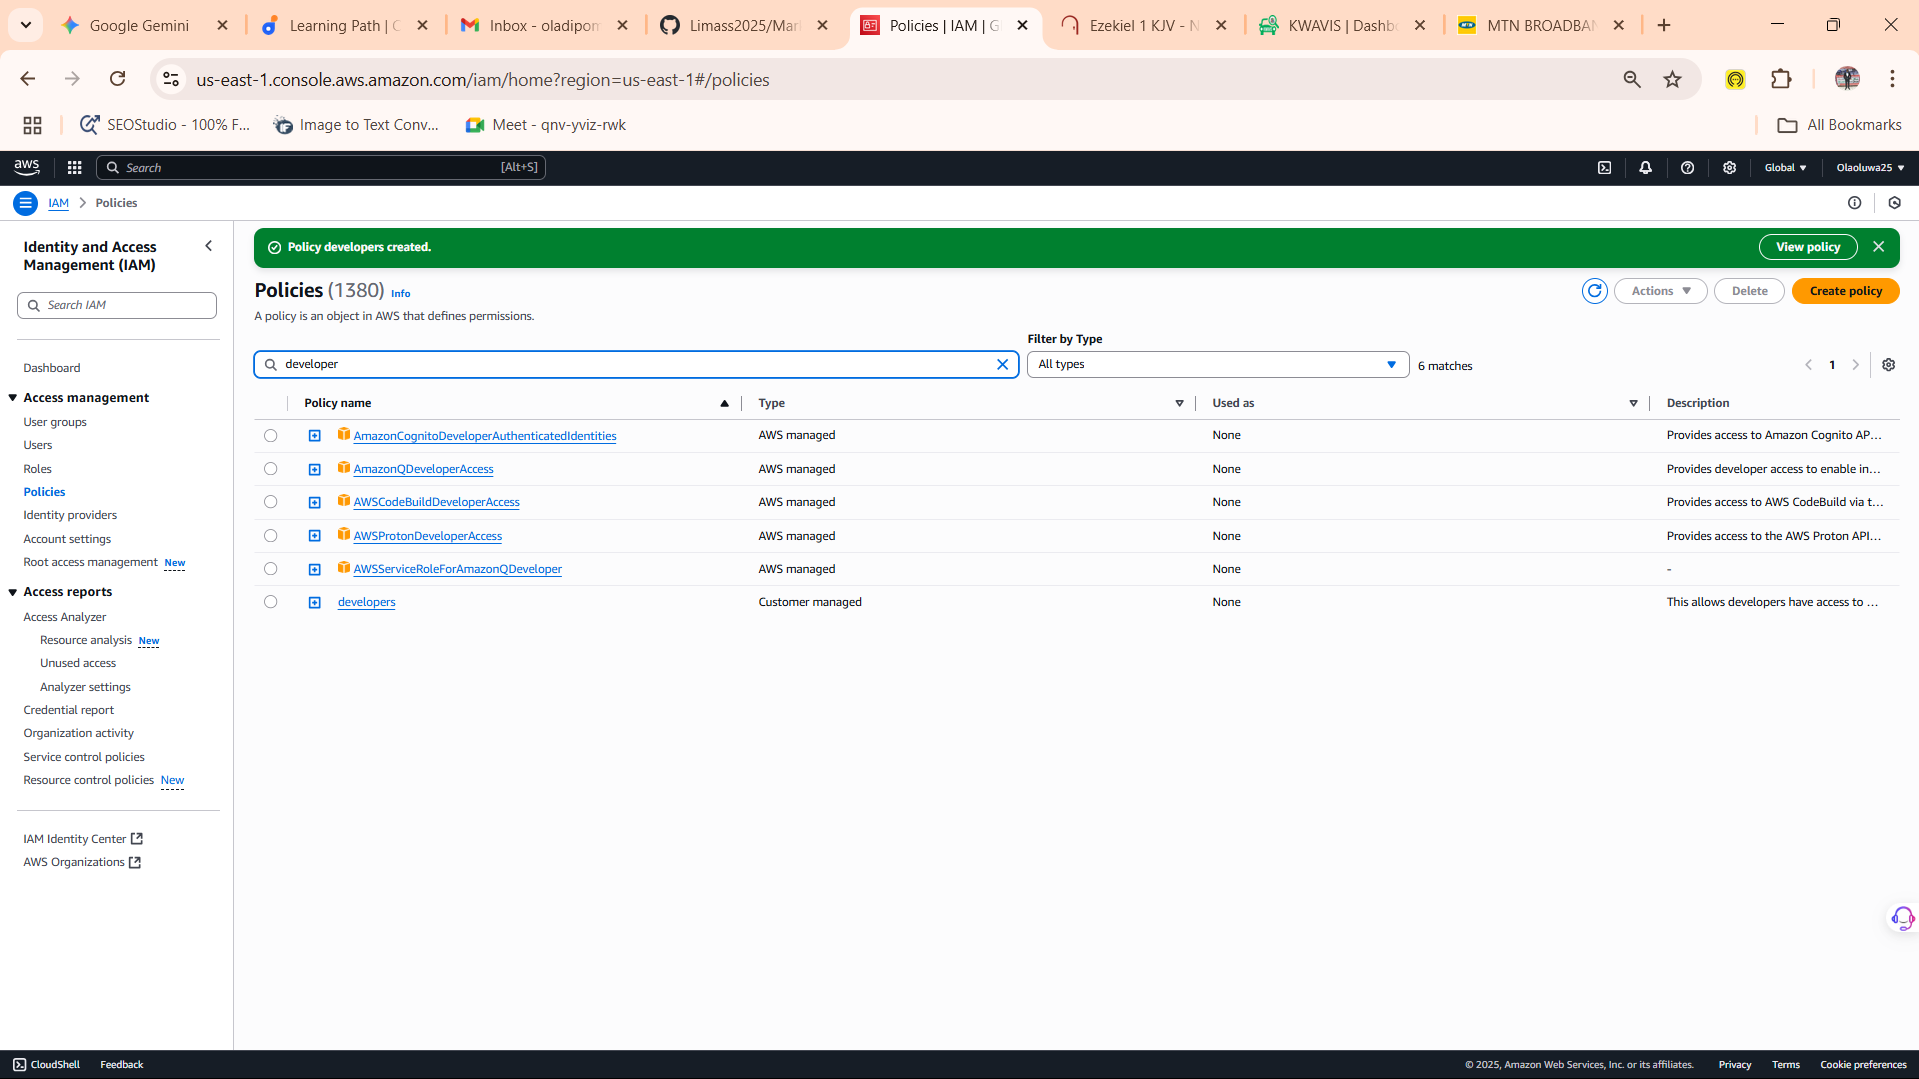 Google Gemini
Learning Path | C
Inbox - oladipom
Limass2025/Mar
Policies | IAM | G
Ezekiel 1 KJV - N
KWAVIS | Dashbo
MTN BROADBAN
us-east-1.console.aws.amazon.com/iam/home?region=us-east-1#/policies
SEOStudio - 100% F...
Image to Text Conv...
Meet - qnv-yviz-rwk
All Bookmarks
aws
Search
[Alt+S]
Global
Olaoluwa25
IAM
Policies
Identity and Access
Management (IAM)
Search IAM
Dashboard
Access management
User groups
Users
Roles
Policies
Identity providers
Account settings
Root access management New
Access reports
Access Analyzer
Resource analysis New
Unused access
Analyzer settings
Credential report
Organization activity
Service control policies
Resource control policies New
IAM Identity Center
AWS Organizations
Policy developers created.
View policy
Policies (1380) Info
Actions
Delete
Create policy
A policy is an object in AWS that defines permissions.
Filter by Type
developer
All types
6 matches
1
Policy name
Type
Used as
Description
AmazonCognitoDeveloperAuthenticatedIdentities AWS managed None Provides access to Amazon Cognito AP...
AmazonQDeveloperAccess AWS managed None Provides developer access to enable in...
AWSCodeBuildDeveloperAccess AWS managed None Provides access to AWS CodeBuild via t...
AWSProtonDeveloperAccess AWS managed None Provides access to the AWS Proton API...
AWSServiceRoleForAmazonQDeveloper AWS managed None -
developers Customer managed None This allows developers have access to ...
CloudShell
Feedback
© 2025, Amazon Web Services, Inc. or its affiliates.
Privacy
Terms
Cookie preferences